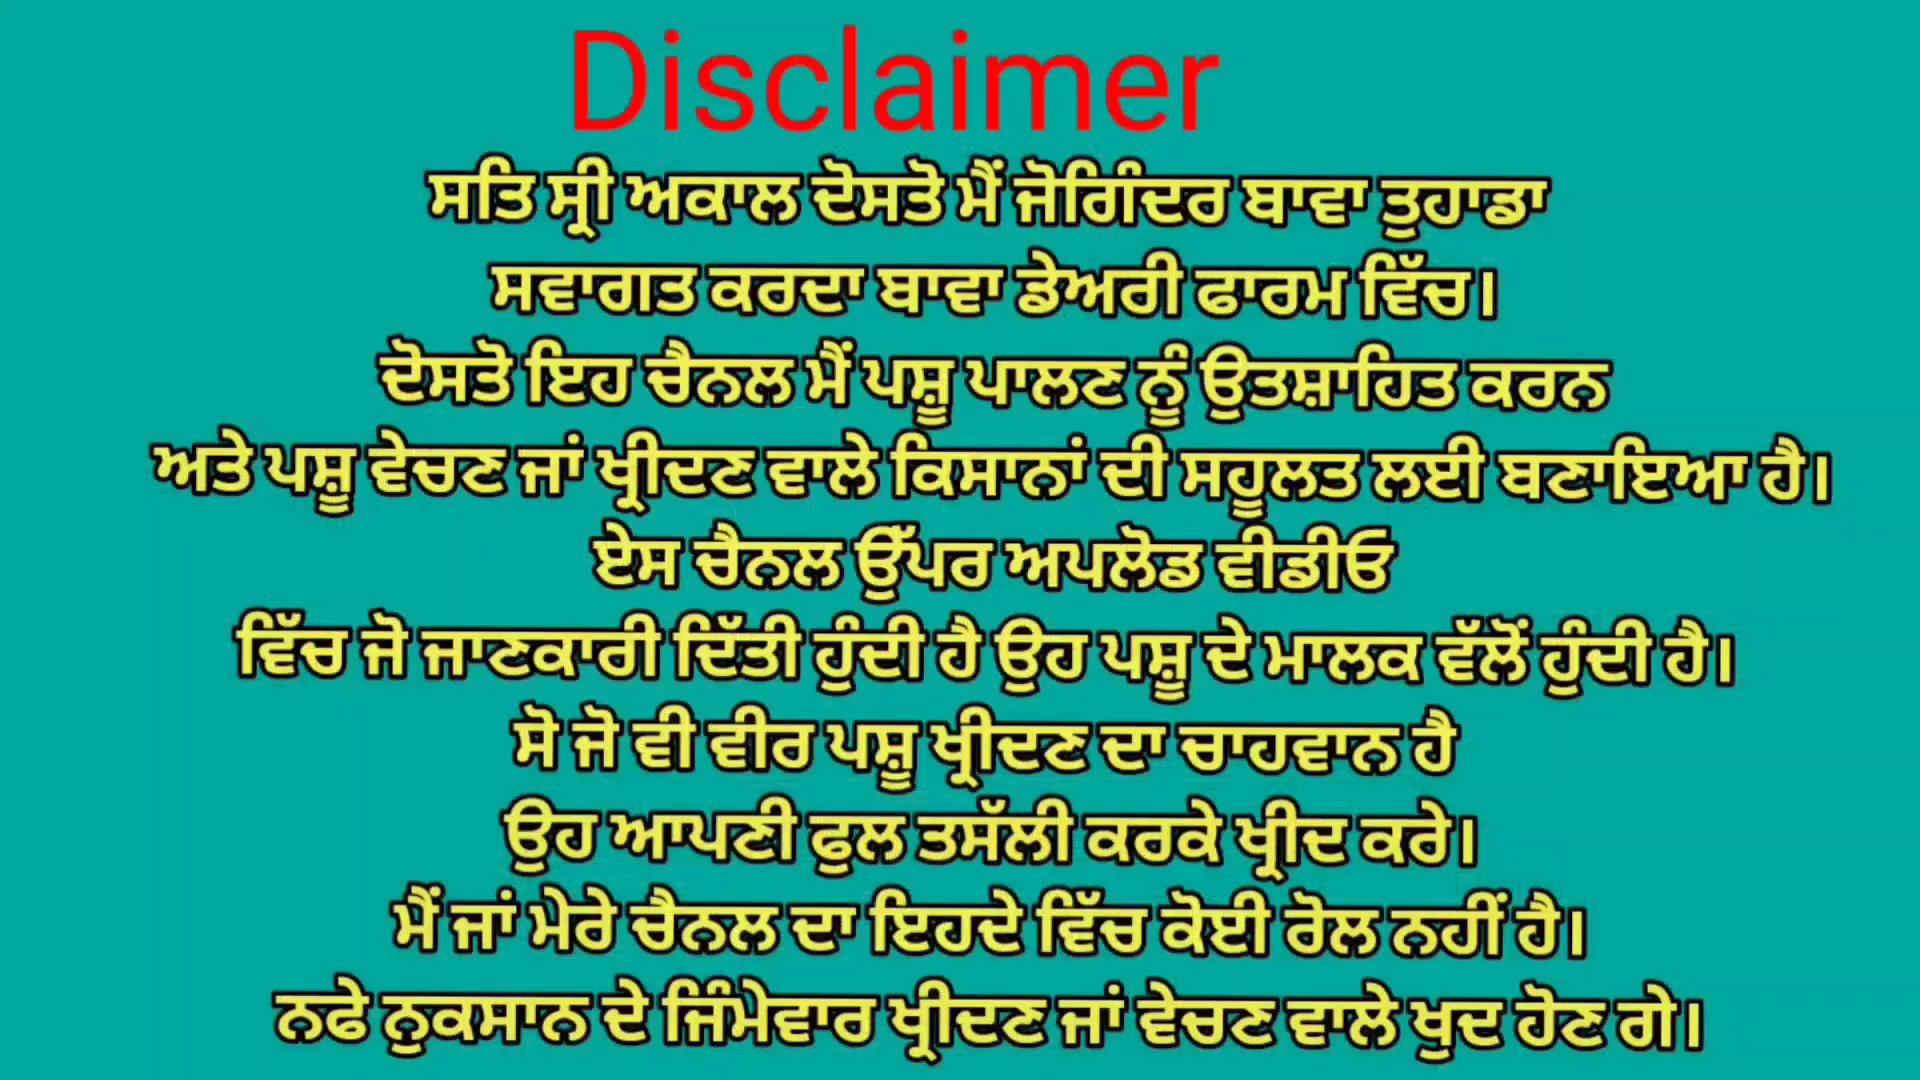 Disclaimer
ਸਤਿ ਸ੍ਰੀ ਅਕਾਲ ਦੋਸਤੋ ਮੈਂ ਜੋਗਿੰਦਰ ਬਾਵਾ ਤੁਹਾਡਾ
ਸਵਾਗਤ ਕਰਦਾ ਬਾਵਾ ਡੇਅਰੀ ਫਾਰਮ ਵਿੱਚ।
ਦੋਸਤੋ ਇਹ ਚੈਨਲ ਮੈਂ ਪਸ਼ੂ ਪਾਲਣ ਨੂੰ ਉਤਸ਼ਾਹਿਤ ਕਰਨ
ਅਤੇ ਪਸ਼ੂ ਵੇਚਣ ਜਾਂ ਖ੍ਰੀਦਣ ਵਾਲੇ ਕਿਸਾਨਾਂ ਦੀ ਸਹੂਲਤ ਲਈ ਬਣਾਇਆ ਹੈ।
ਏਸ ਚੈਨਲ ਉੱਪਰ ਅਪਲੋਡ ਵੀਡੀਓ
ਵਿੱਚ ਜੋ ਜਾਣਕਾਰੀ ਦਿੱਤੀ ਹੁੰਦੀ ਹੈ ਉਹ ਪਸ਼ੂ ਦੇ ਮਾਲਕ ਵੱਲੋਂ ਹੁੰਦੀ ਹੈ।
ਸੋ ਜੋ ਵੀ ਵੀਰ ਪਸ਼ੂ ਖ੍ਰੀਦਣ ਦਾ ਚਾਹਵਾਨ ਹੈ
ਉਹ ਆਪਣੀ ਫੁਲ ਤਸੱਲੀ ਕਰਕੇ ਖ੍ਰੀਦ ਕਰੇ।
ਮੈਂ ਜਾਂ ਮੇਰੇ ਚੈਨਲ ਦਾ ਇਹਦੇ ਵਿੱਚ ਕੋਈ ਰੋਲ ਨਹੀਂ ਹੈ।
ਨਫੇ ਨੁਕਸਾਨ ਦੇ ਜਿੰਮੇਵਾਰ ਖ੍ਰੀਦਣ ਜਾਂ ਵੇਚਣ ਵਾਲੇ ਖੁਦ ਹੋਣ ਗੇ।